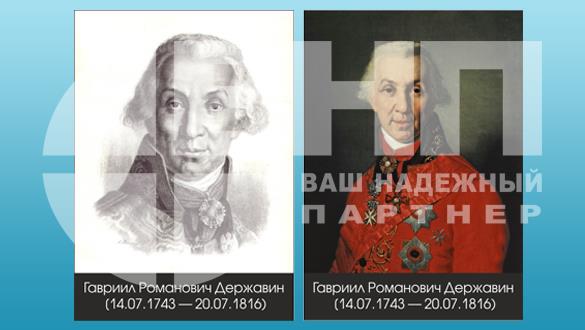 НП
ВАШ НАДЕЖНЫЙ
ПАРТНЕР
Гавриил Романович Державин
(14.07.1743 — 20.07.1816)
Гавриил Романович Державин
(14.07.1743 — 20.07.1816)